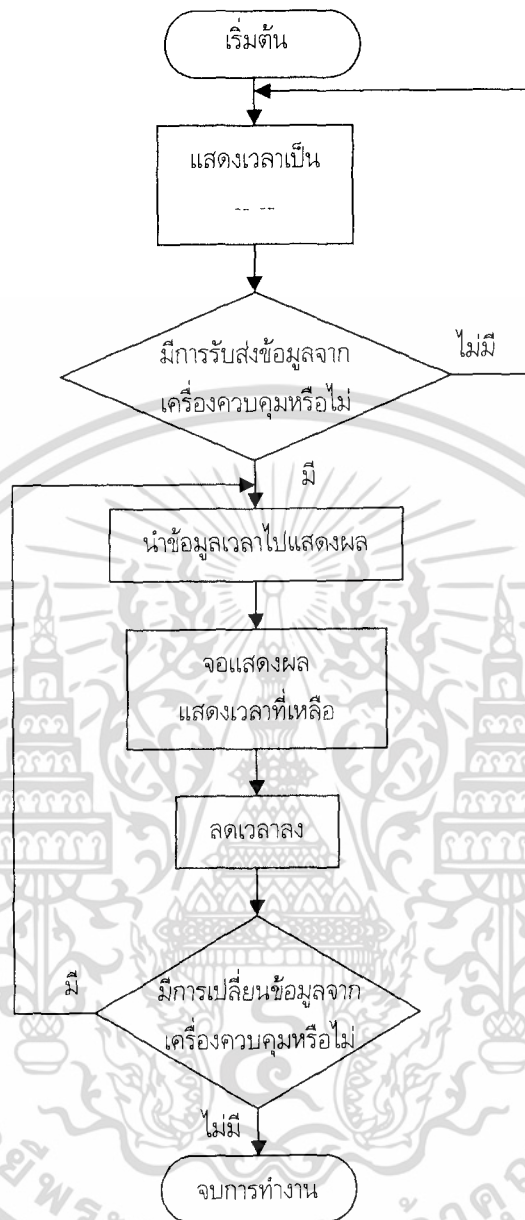 เริ่มต้น
แสดงเวลาเป็น
-- --
มีการรับส่งข้อมูลจาก
เครื่องควบคุมหรือไม่
ไม่มี
มี
นำข้อมูลเวลาไปแสดงผล
จอแสดงผล
แสดงเวลาที่เหลือ
ลดเวลาลง
มี
มีการเปลี่ยนข้อมูลจาก
เครื่องควบคุมหรือไม่
ไม่มี
จบการทำงาน